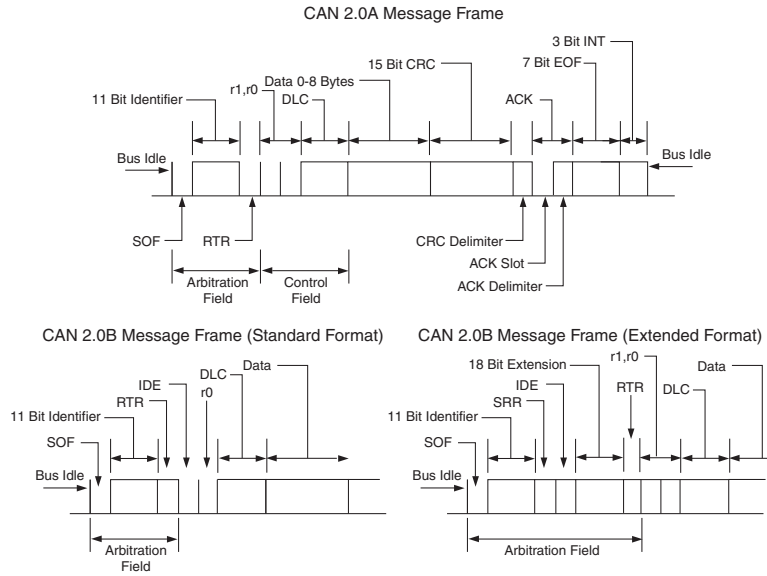 CAN 2.0A Message Frame
3 Bit INT
7 Bit EOF
15 Bit CRC
Data 0-8 Bytes
r1,r0
DLC
ACK
11 Bit Identifier
Bus Idle
Bus Idle
SOF
RTR
CRC Delimiter
ACK Slot
ACK Delimiter
Arbitration
Field
Control
Field
CAN 2.0B Message Frame (Standard Format)
Data
DLC
IDE
r0
RTR
11 Bit Identifier
SOF
Bus Idle
Arbitration
Field
CAN 2.0B Message Frame (Extended Format)
r1,r0
18 Bit Extension
Data
IDE
RTR
DLC
SRR
11 Bit Identifier
SOF
Bus Idle
Arbitration Field